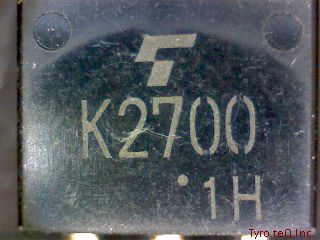 K2700
1H
Tyro teQ Inc.